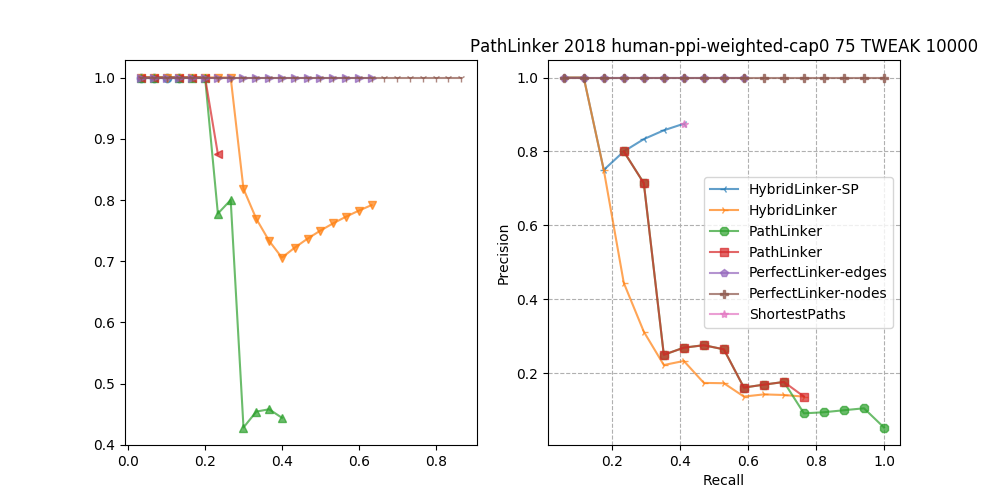 PathLinker 2018 human-ppi-weighted-cap0 75 TWEAK 10000
1.0
0.9
0.8
0.7
0.6
0.5
0.4
0.0 0.2 0.4 0.6 0.8
Precision
1.0
0.8
0.6
0.4
0.2
HybridLinker-SP
HybridLinker
PathLinker
PathLinker
PerfectLinker-edges
PerfectLinker-nodes
ShortestPaths
0.2 0.4 0.6 0.8 1.0
Recall